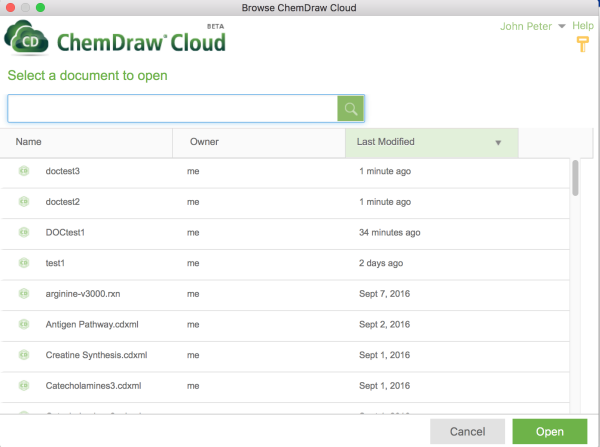 Browse ChemDraw Cloud
CD ChemDraw® Cloud BETA
John Peter Help
Select a document to open
Name Owner Last Modified
doctest3 me 1 minute ago
doctest2 me 1 minute ago
DOCtest1 me 34 minutes ago
test1 me 2 days ago
arginine-v3000.rxn me Sept 7, 2016
Antigen Pathway.cdxml me Sept 2, 2016
Creatine Synthesis.cdxml me Sept 1, 2016
Catecholamines3.cdxml me Sept 1, 2016
Cancel Open